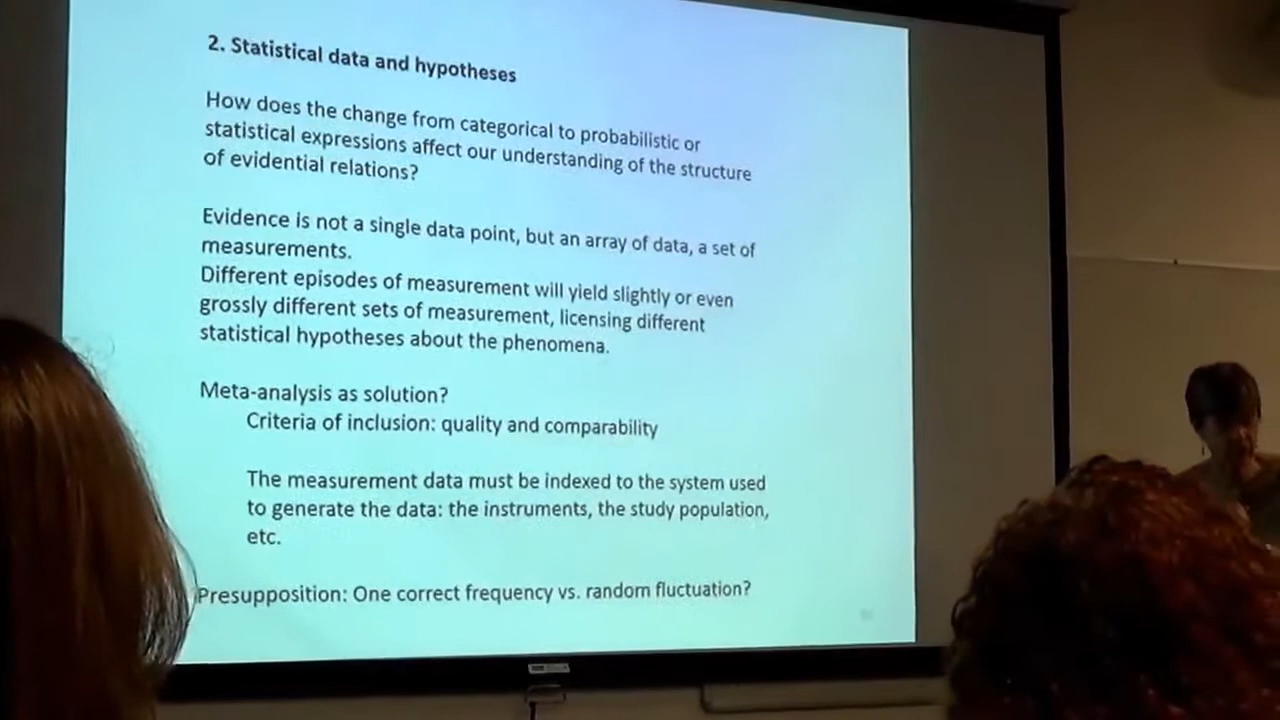 2. Statistical data and hypotheses
How does the change from categorical to probabilistic or
statistical expressions affect our understanding of the structure
of evidential relations?
Evidence is not a single data point, but an array of data, a set of
measurements.
Different episodes of measurement will yield slightly or even
grossly different sets of measurement, licensing different
statistical hypotheses about the phenomena.
Meta-analysis as solution?
Criteria of inclusion: quality and comparability
The measurement data must be indexed to the system used
to generate the data: the instruments, the study population,
etc.
Presupposition: One correct frequency vs. random fluctuation?